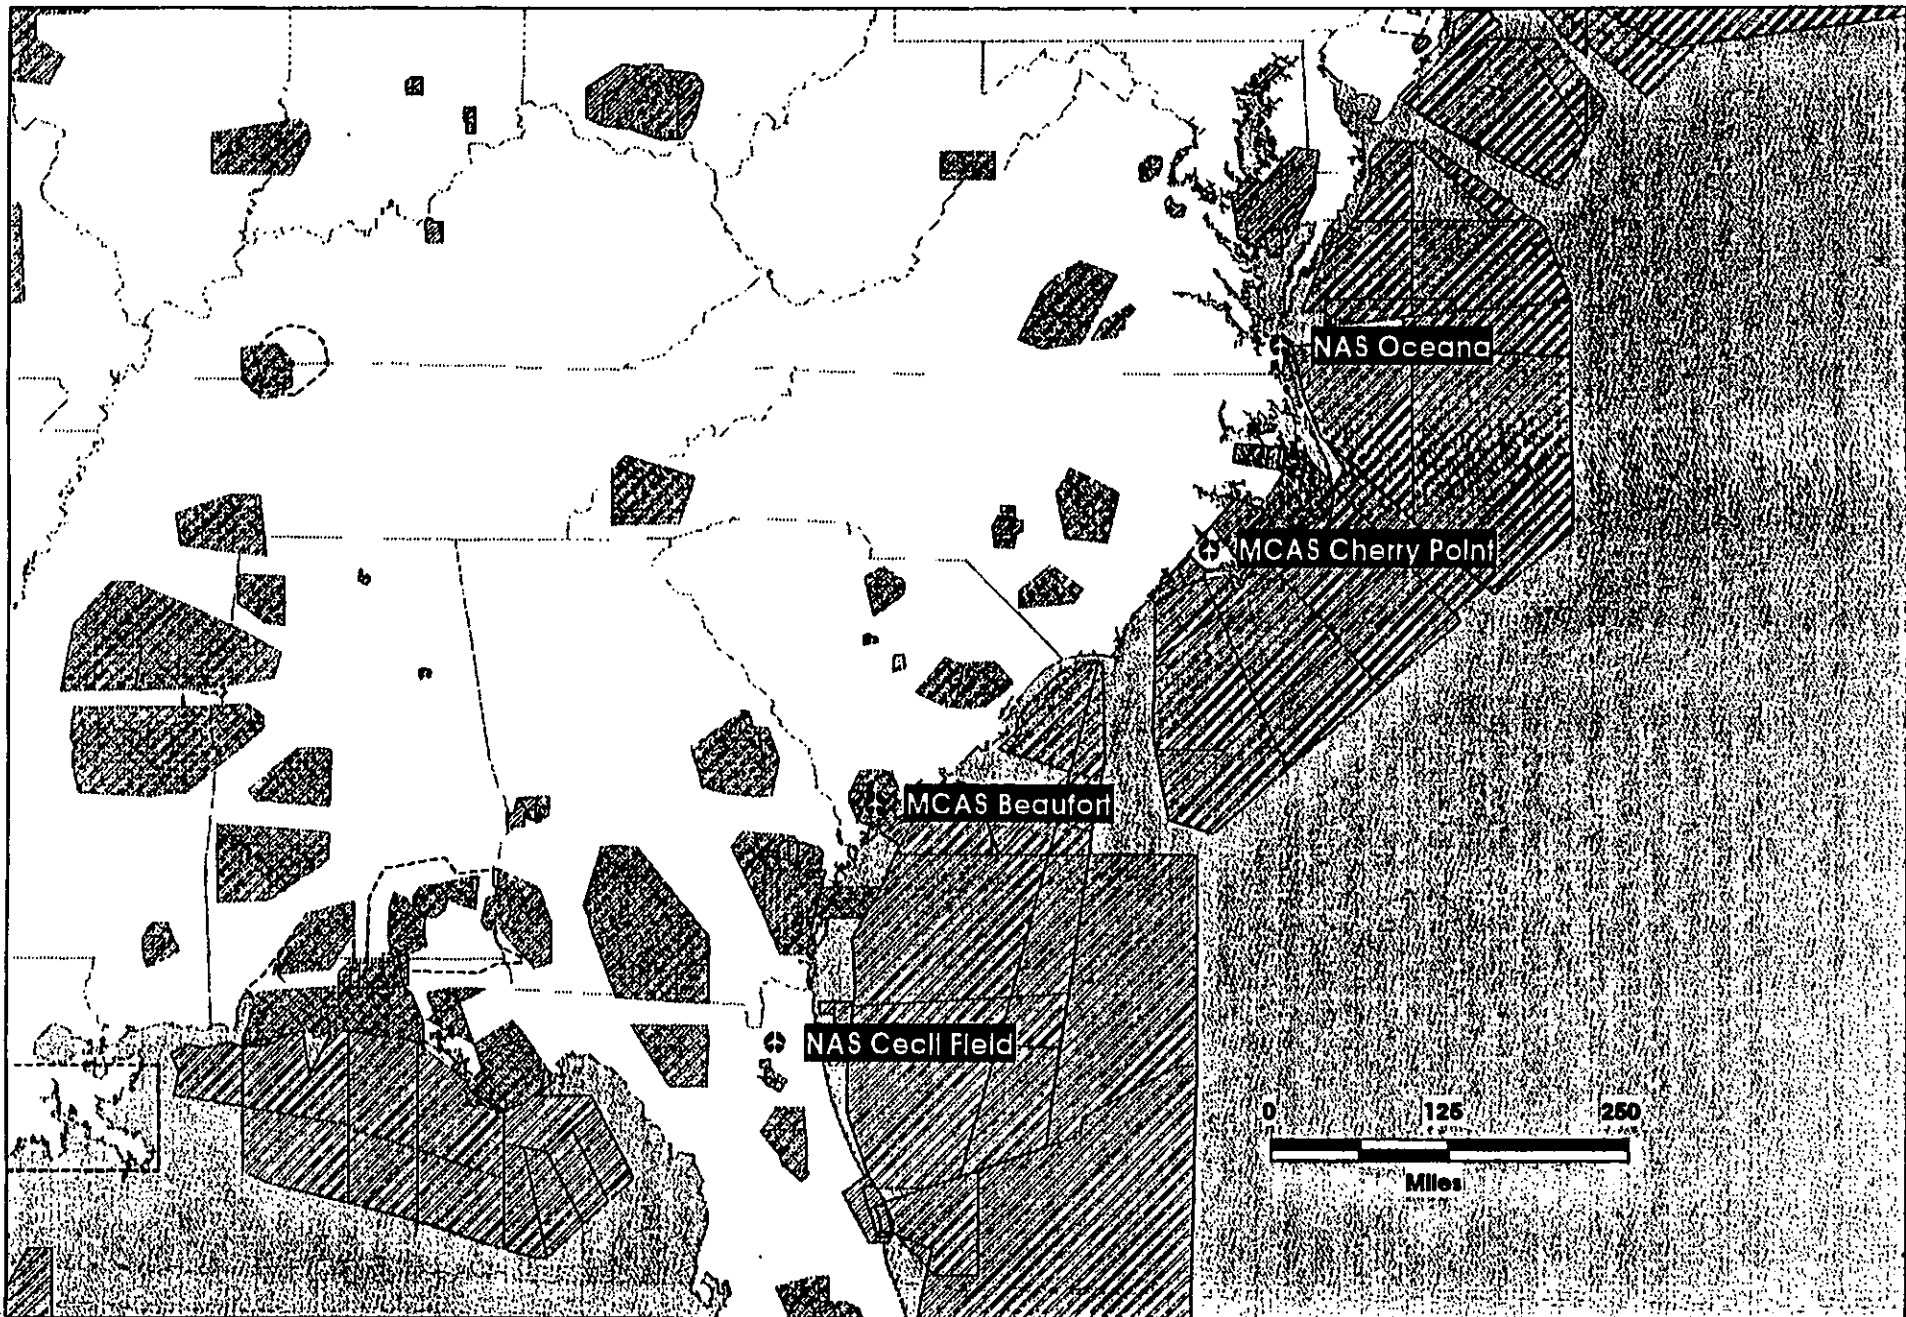 NAS Oceana
MCAS Cherry Point
MCAS Beaufort
NAS Cecil Field
0 125 250
Miles